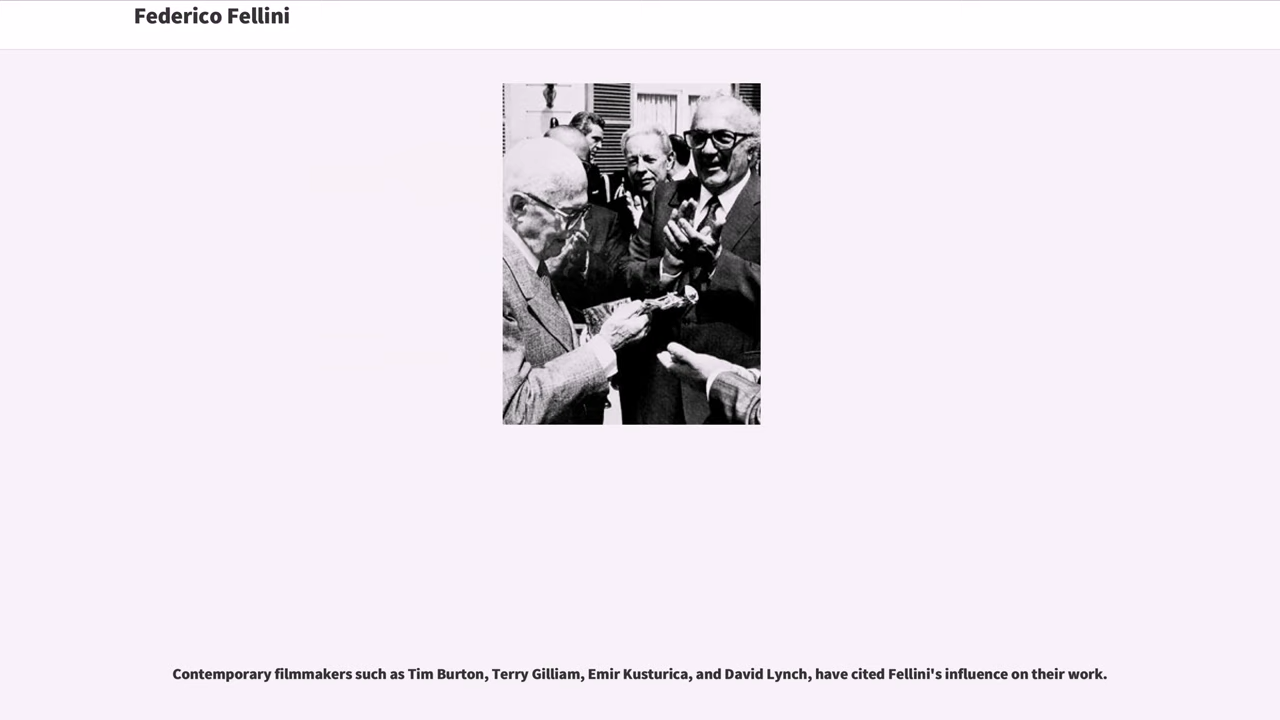 Federico Fellini
Contemporary filmmakers such as Tim Burton, Terry Gilliam, Emir Kusturica, and David Lynch, have cited Fellini's influence on their work.